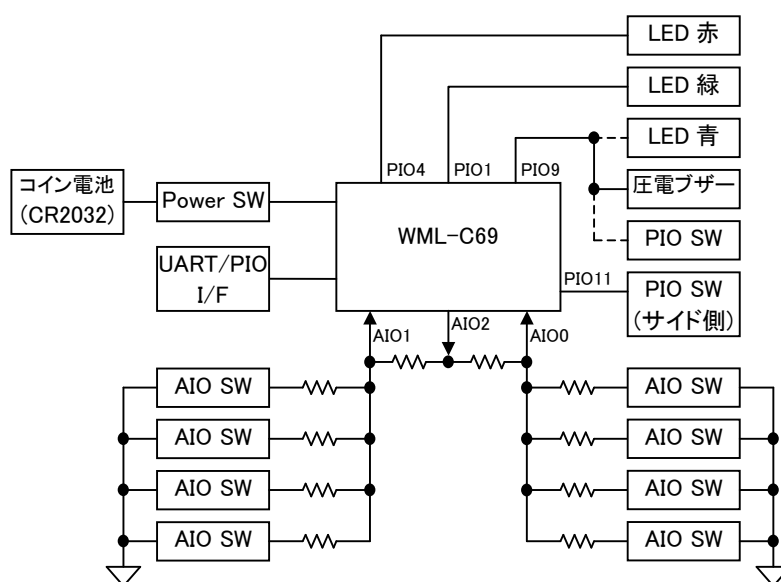 LED 赤
LED 緑
LED 青
圧電ブザー
PIO SW
PIO4
PIO1
PIO9
コイン電池
(CR2032)
Power SW
WML-C69
UART/PIO
I/F
PIO11
PIO SW
(サイド側)
AIO1
AIO2
AIO0
AIO SW
AIO SW
AIO SW
AIO SW
AIO SW
AIO SW
AIO SW
AIO SW